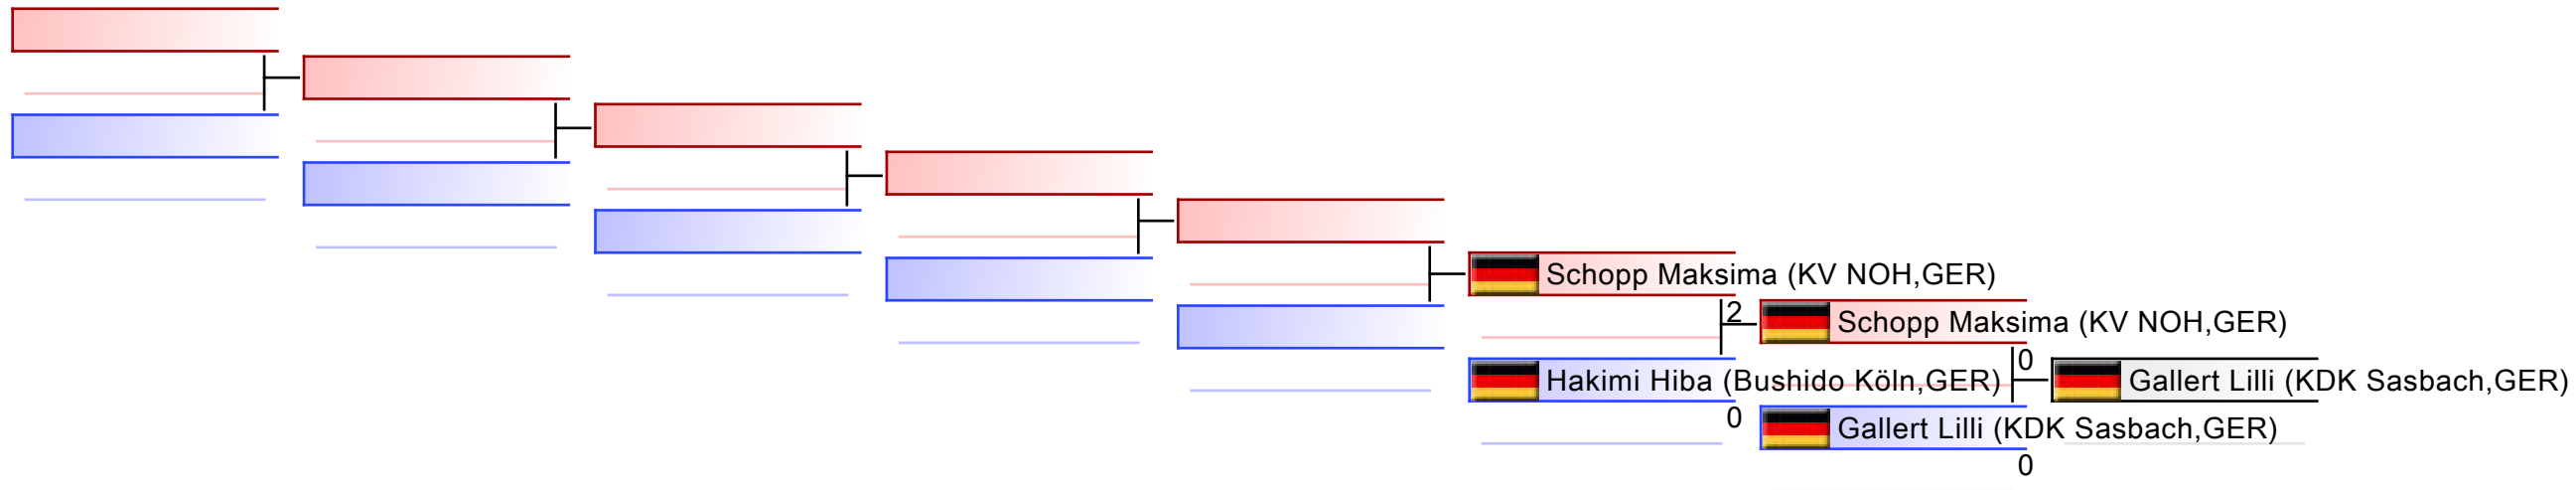 Schopp Maksima (KV NOH,GER)
2
Schopp Maksima (KV NOH,GER)
0
Hakimi Hiba (Bushido Köln,GER)
Gallert Lilli (KDK Sasbach,GER)
0
Gallert Lilli (KDK Sasbach,GER)
0